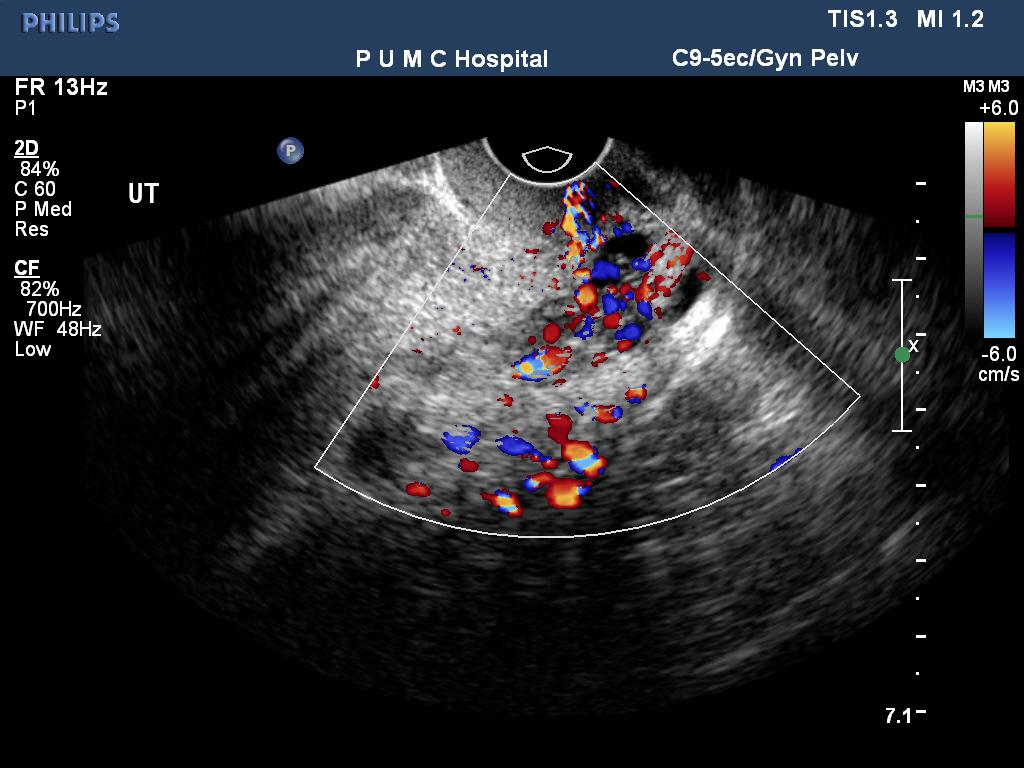 PHILIPS
TIS1.3 MI 1.2
P U M C Hospital
C9-5ec/Gyn Pelv
FR 13Hz
P1
2D
84%
C 60
P Med
Res
CF
82%
700Hz
WF 48Hz
Low
P
UT
M3 M3
+6.0
-6.0
cm/s
x
7.1